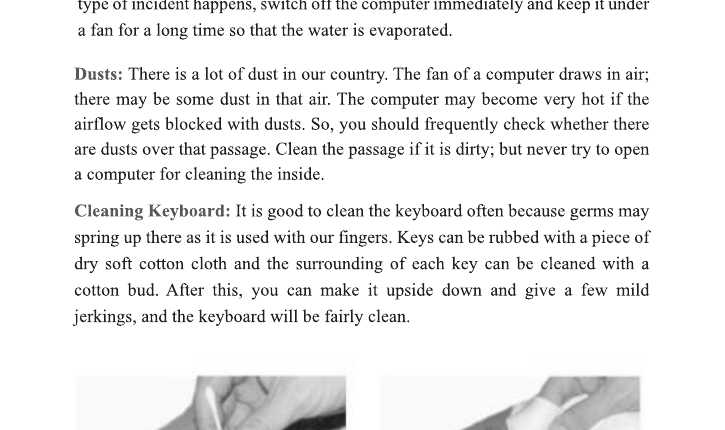 type of incident happens, switch off the computer immediately and keep it under
a fan for a long time so that the water is evaporated.
Dusts: There is a lot of dust in our country. The fan of a computer draws in air;
there may be some dust in that air. The computer may become very hot if the
airflow gets blocked with dusts. So, you should frequently check whether there
are dusts over that passage. Clean the passage if it is dirty; but never try to open
a computer for cleaning the inside.
Cleaning Keyboard: It is good to clean the keyboard often because germs may
spring up there as it is used with our fingers. Keys can be rubbed with a piece of
dry soft cotton cloth and the surrounding of each key can be cleaned with a
cotton bud. After this, you can make it upside down and give a few mild
jerkings, and the keyboard will be fairly clean.